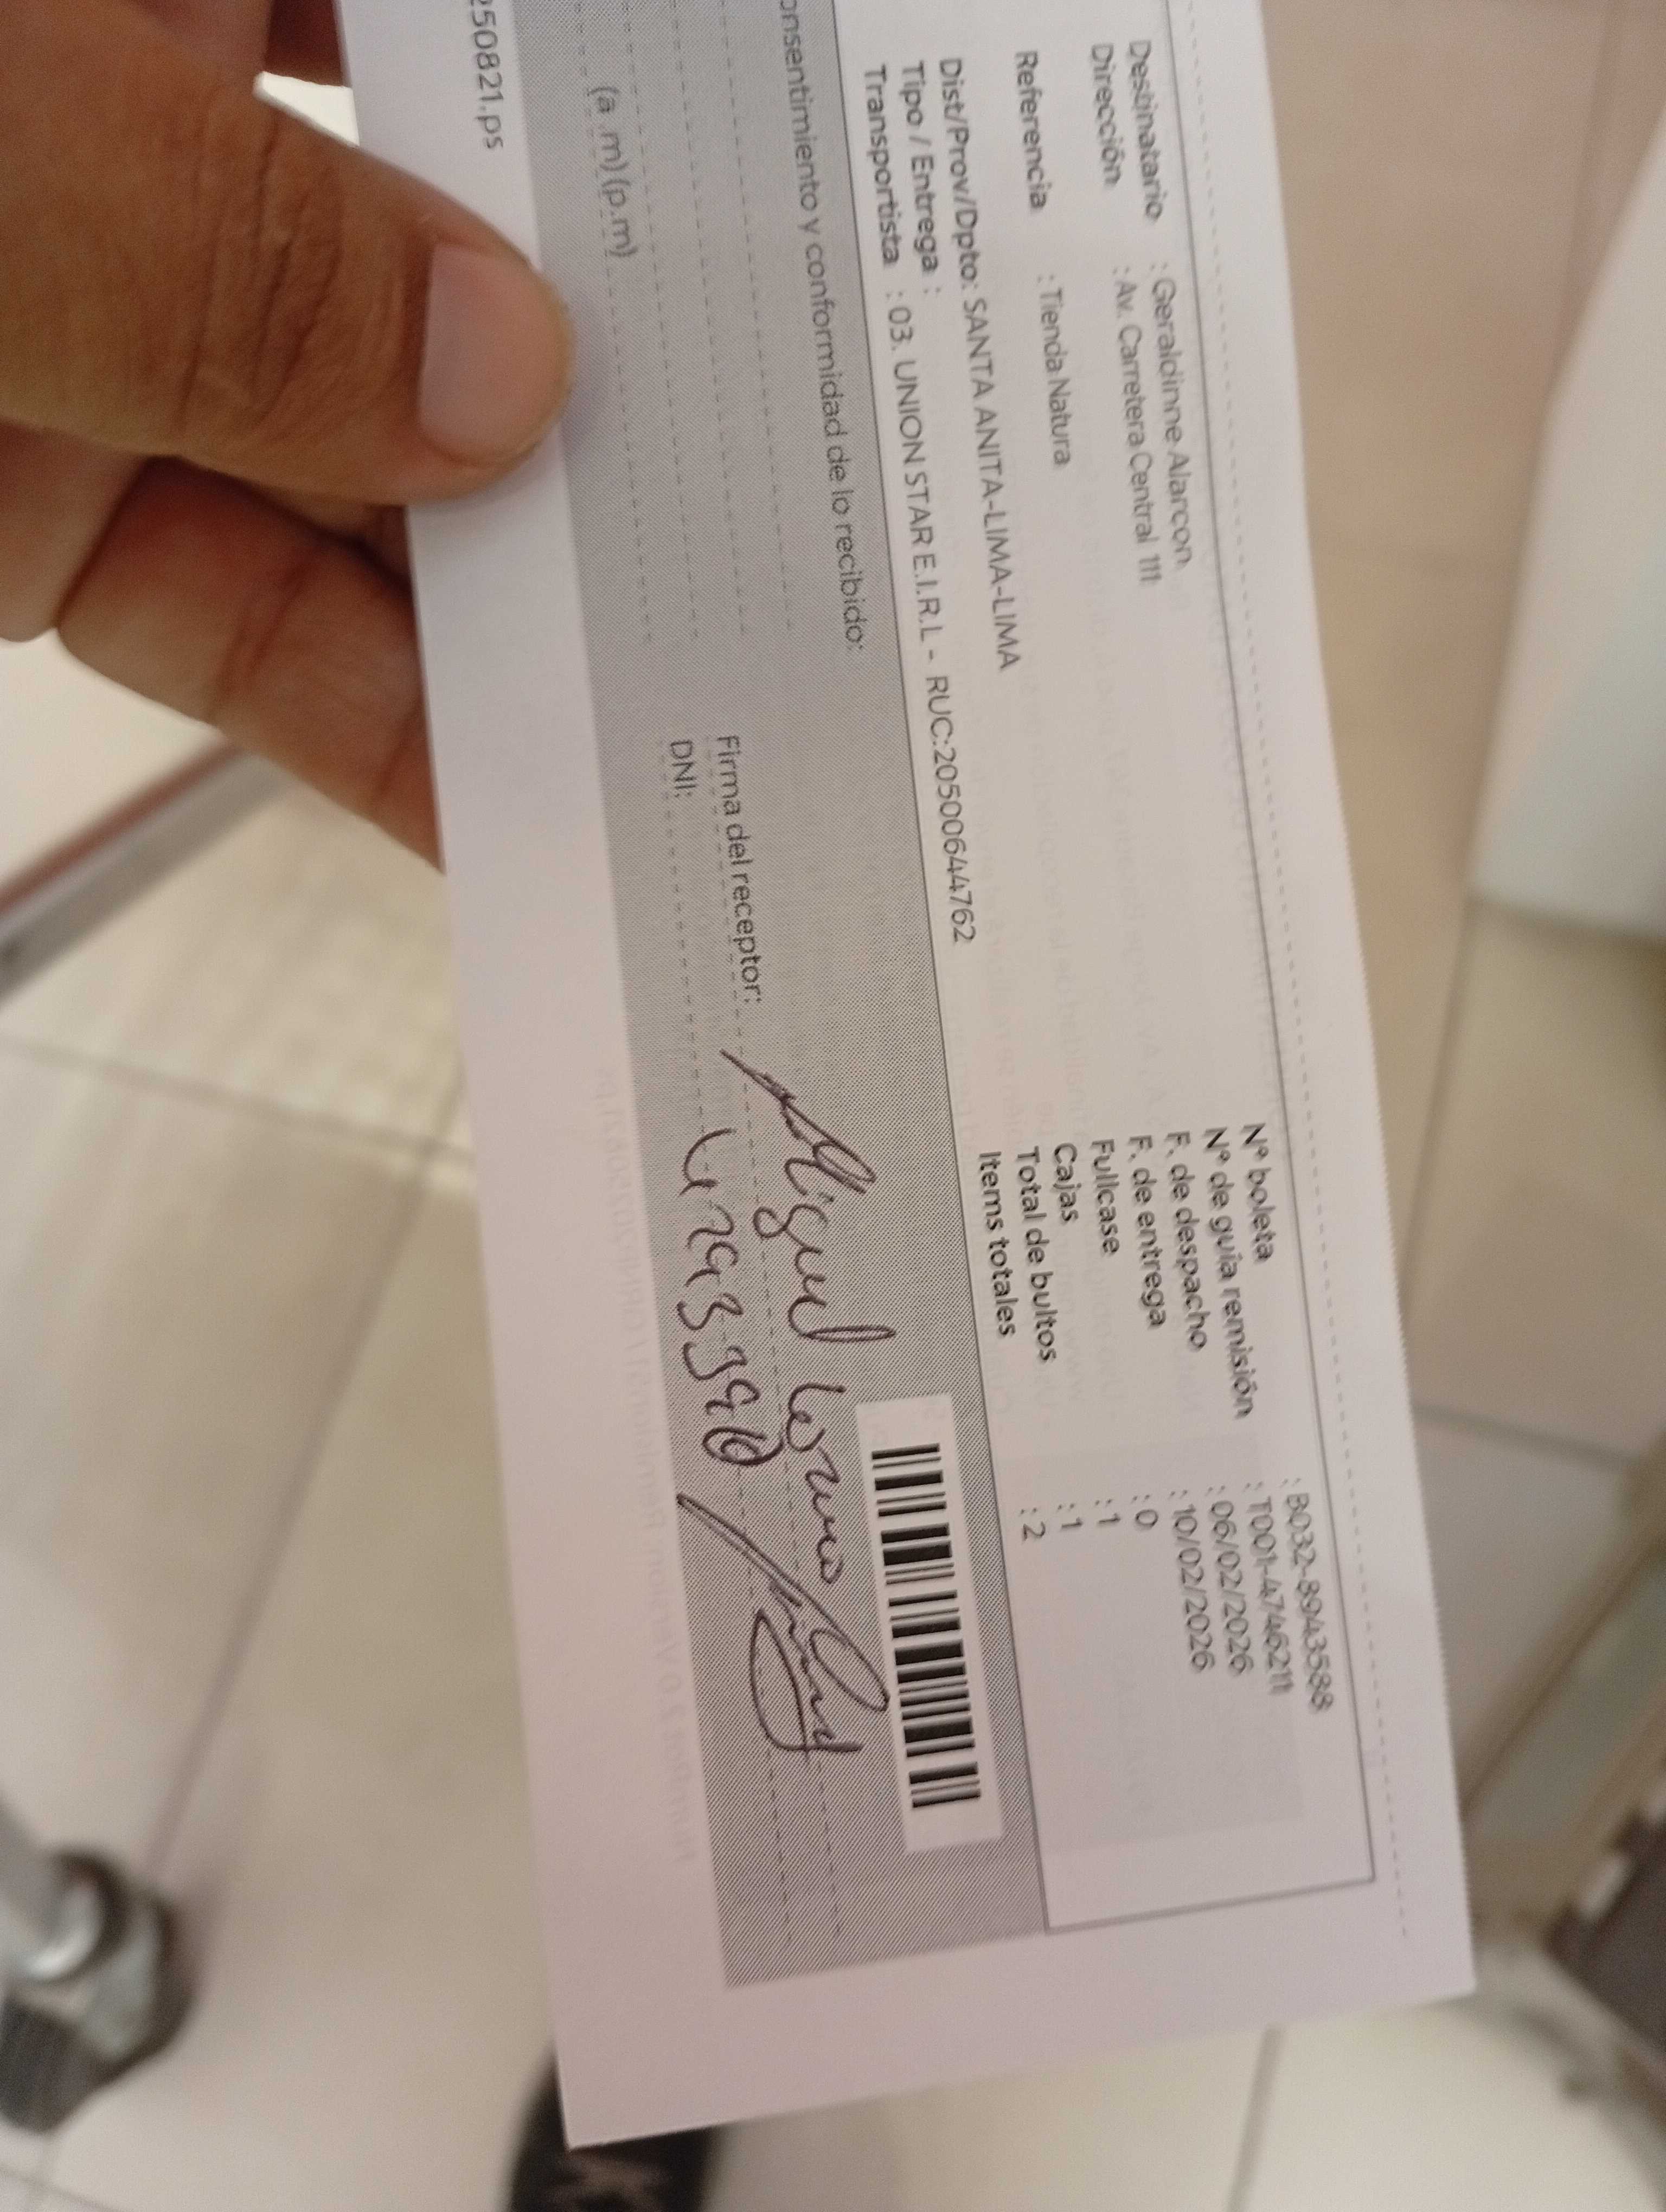 Destinatario : Geraldinne Alarcon
Dirección : Av. Carretera Central 111
Referencia : Tienda Natura
Dist/Prov/Dpto: SANTA ANITA-LIMA-LIMA
Tipo / Entrega :
Transportista : 03. UNION STAR E.I.R.L - RUC:20500644762
Nº boleta : B032-8943588
Nº de guía remisión : T001-4746211
F. de despacho : 06/02/2026
F. de entrega : 10/02/2026
Fullcase : 0
Cajas : 1
Total de bultos : 1
Items totales : 2
onsentimiento y conformidad de lo recibido:
(a .m) (p.m)
Firma del receptor: Miguel
DNI:
250821.ps